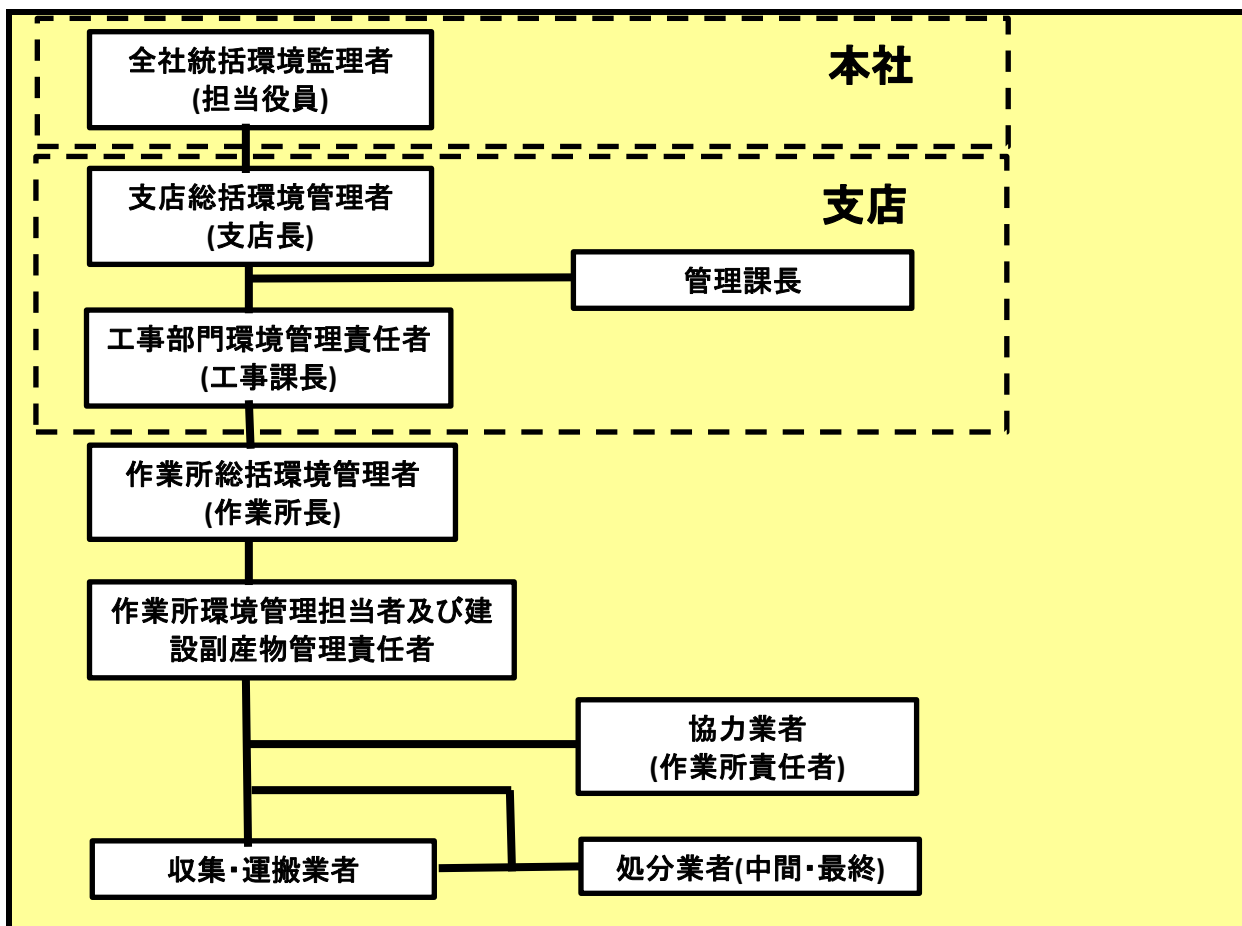 全社統括環境監理者
(担当役員)
本社
支店総括環境管理者
(支店長)
支店
管理課長
工事部門環境管理責任者
(工事課長)
作業所総括環境管理者
(作業所長)
作業所環境管理担当者及び建
設副産物管理責任者
協力業者
(作業所責任者)
収集・運搬業者
処分業者(中間・最終)